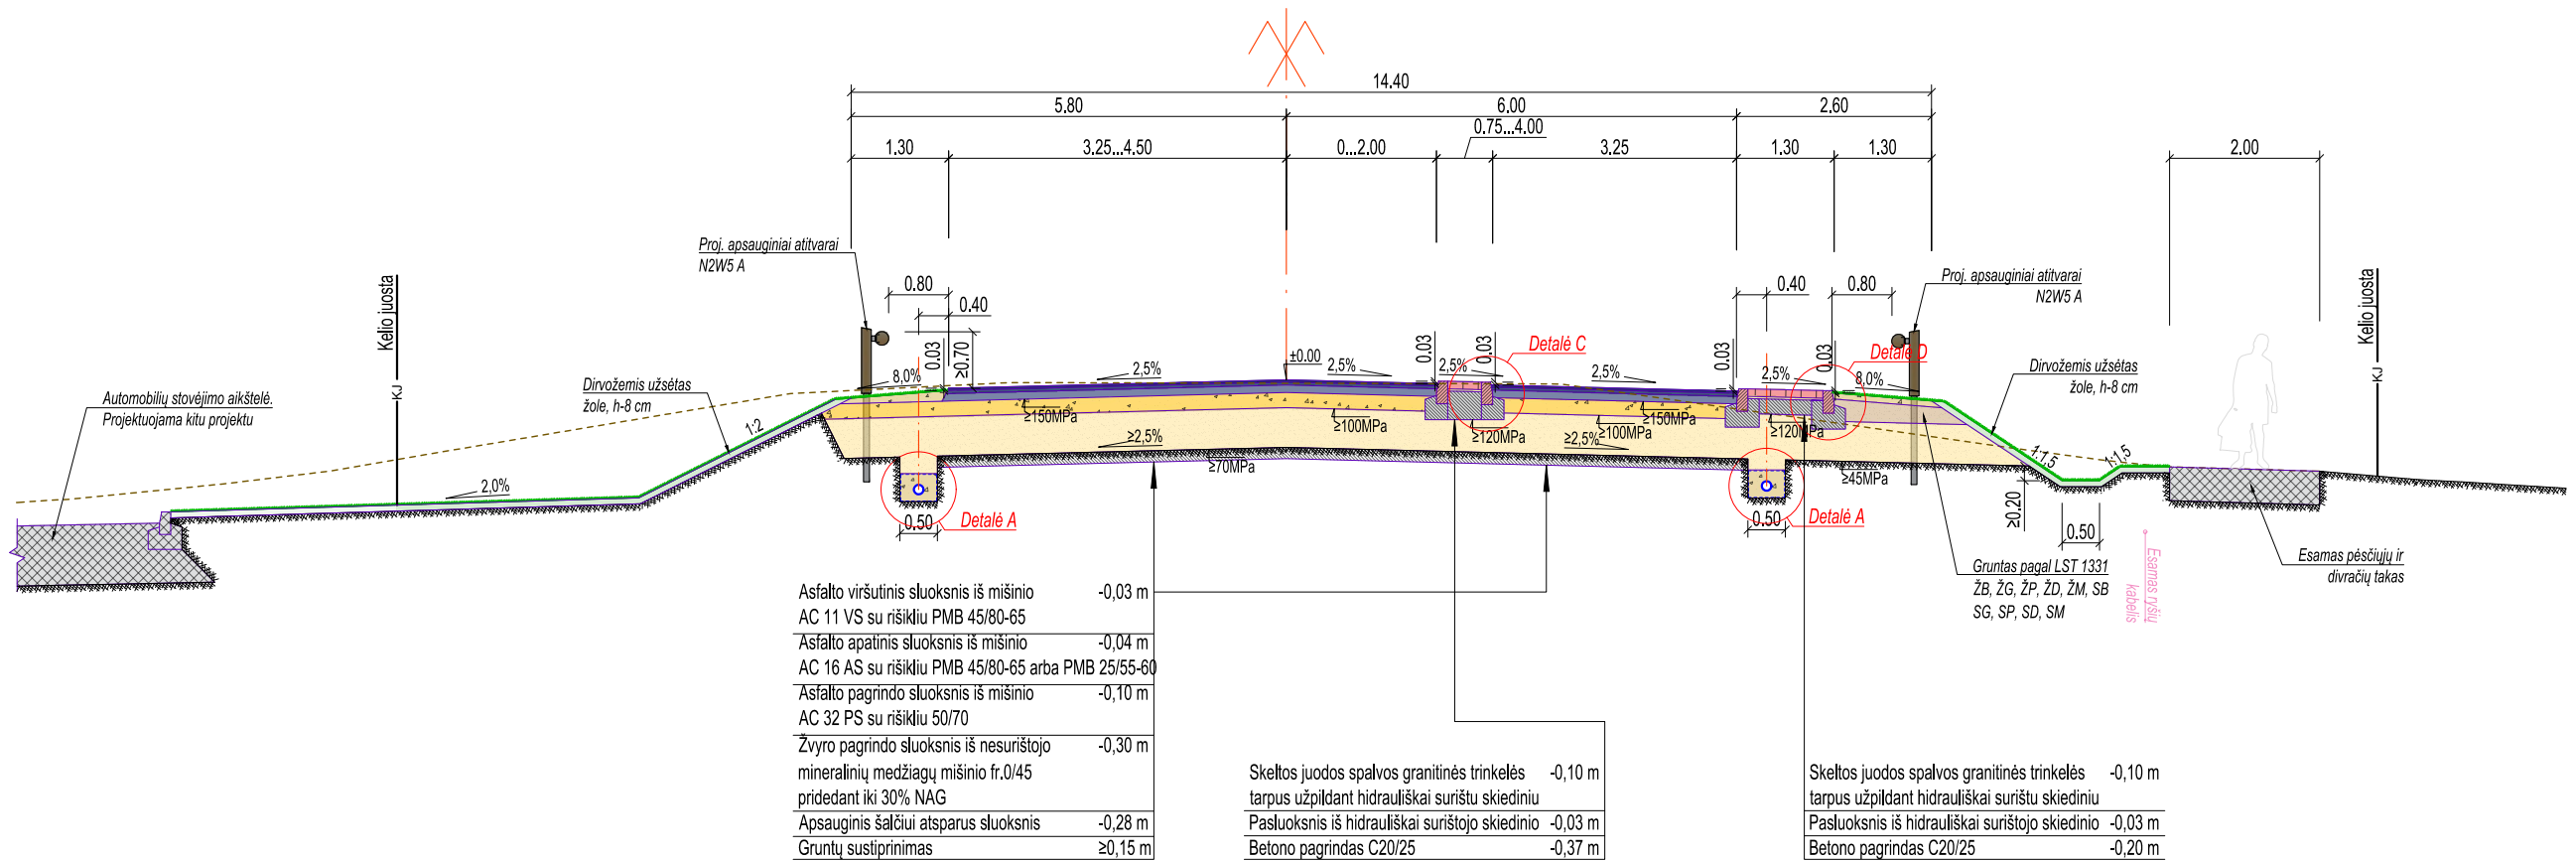 14.40
5.80
6.00
2.60
0.75...4.00
1.30
3.25...4.50
0...2.00
3.25
1.30
1.30
2.00
Proj. apsauginiai atitvarai
N2W5 A
Proj. apsauginiai atitvarai
N2W5 A
Kelio juosta
KJ
Kelio juosta
KJ
0.80
0.40
0.03
≥0.70
±0.00
0.03
0.03
0.03
0.40
0.80
0.03
Detalė C
Detalė D
8,0%
2,5%
2,5%
2,5%
2,5%
2,5%
8,0%
Automobilių stovėjimo aikštelė.
Projektuojama kitu projektu
Dirvožemis užsėtas
žole, h-8 cm
Dirvožemis užsėtas
žole, h-8 cm
1:2
2,0%
≥150MPa
≥100MPa
≥120MPa
≥100MPa
≥150MPa
≥120MPa
≥2,5%
≥2,5%
≥70MPa
≥45MPa
1:1,5
1:1,5
≥0.20
0.50
0.50
0.50
Detalė A
Detalė A
Gruntas pagal LST 1331
ŽB, ŽG, ŽP, ŽD, ŽM, SB
SG, SP, SD, SM
Esamas ryšių
kabelis
Esamas pėsčiųjų ir
divračių takas
Asfalto viršutinis sluoksnis iš mišinio -0,03 m
AC 11 VS su rišikliu PMB 45/80-65
Asfalto apatinis sluoksnis iš mišinio -0,04 m
AC 16 AS su rišikliu PMB 45/80-65 arba PMB 25/55-60
Asfalto pagrindo sluoksnis iš mišinio -0,10 m
AC 32 PS su rišikliu 50/70
Žvyro pagrindo sluoksnis iš nesurištojo -0,30 m
mineralinių medžiagų mišinio fr.0/45
pridedant iki 30% NAG
Apsauginis šalčiui atsparus sluoksnis -0,28 m
Gruntų sustiprinimas ≥0,15 m
Skeltos juodos spalvos granitinės trinkelės -0,10 m
tarpus užpildant hidrauliškai surištu skiediniu
Pasluoksnis iš hidrauliškai surištojo skiedinio -0,03 m
Betono pagrindas C20/25 -0,37 m
Skeltos juodos spalvos granitinės trinkelės -0,10 m
tarpus užpildant hidrauliškai surištu skiediniu
Pasluoksnis iš hidrauliškai surištojo skiedinio -0,03 m
Betono pagrindas C20/25 -0,20 m